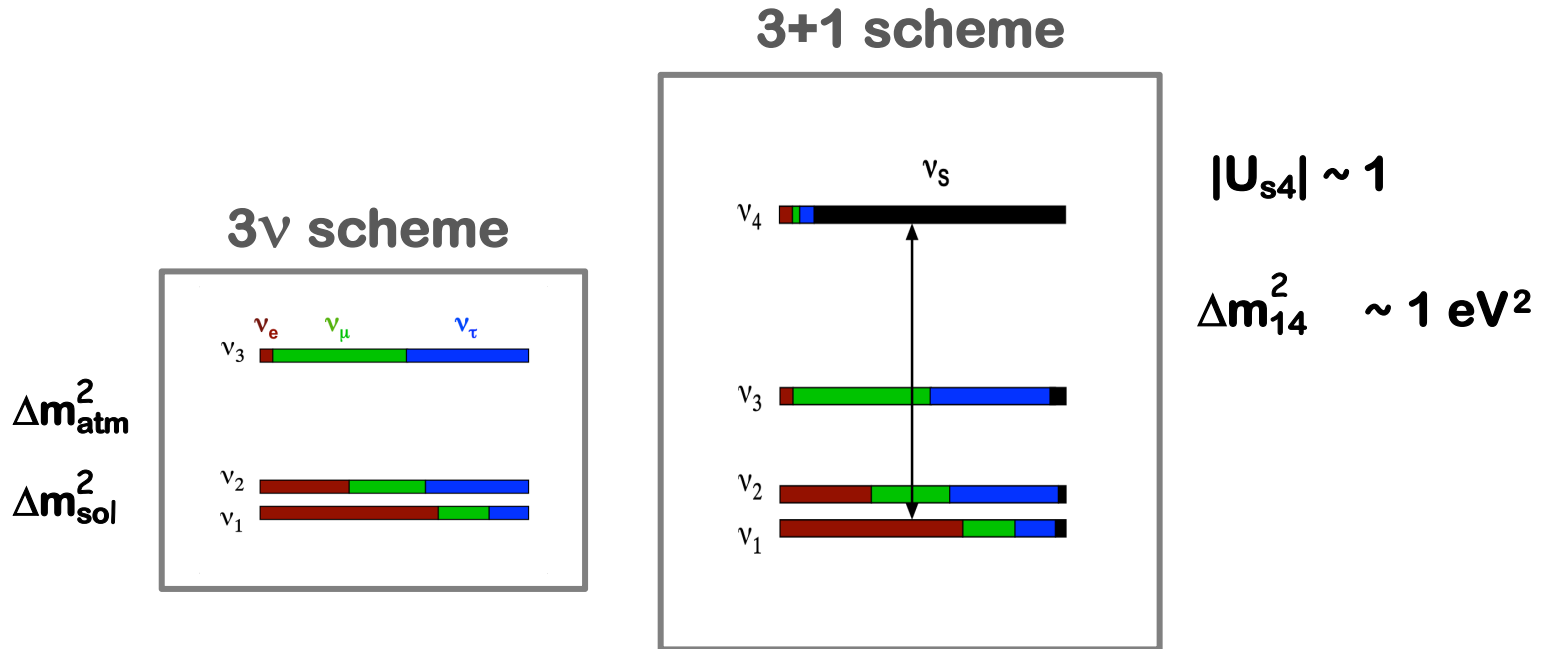 3+1 scheme
νs
|Us4| ~ 1
ν4
3ν scheme
Δm²14 ~ 1 eV²
νe νμ ντ
ν3
ν3
Δm²atm
ν2
ν2
Δm²sol
ν1
ν1